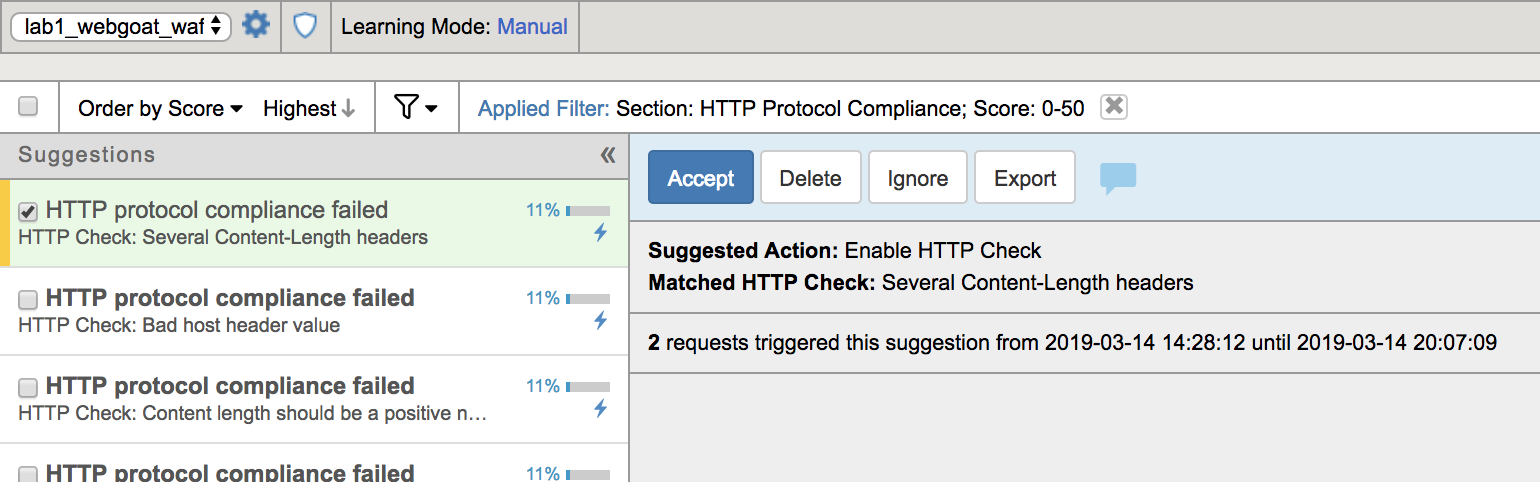 lab1_webgoat_waf
Learning Mode: Manual
Order by Score Highest
Applied Filter: Section: HTTP Protocol Compliance; Score: 0-50
Suggestions
HTTP protocol compliance failed 11%
HTTP Check: Several Content-Length headers
HTTP protocol compliance failed 11%
HTTP Check: Bad host header value
HTTP protocol compliance failed 11%
HTTP Check: Content length should be a positive n…
HTTP protocol compliance failed 11%
Accept Delete Ignore Export
Suggested Action: Enable HTTP Check
Matched HTTP Check: Several Content-Length headers
2 requests triggered this suggestion from 2019-03-14 14:28:12 until 2019-03-14 20:07:09